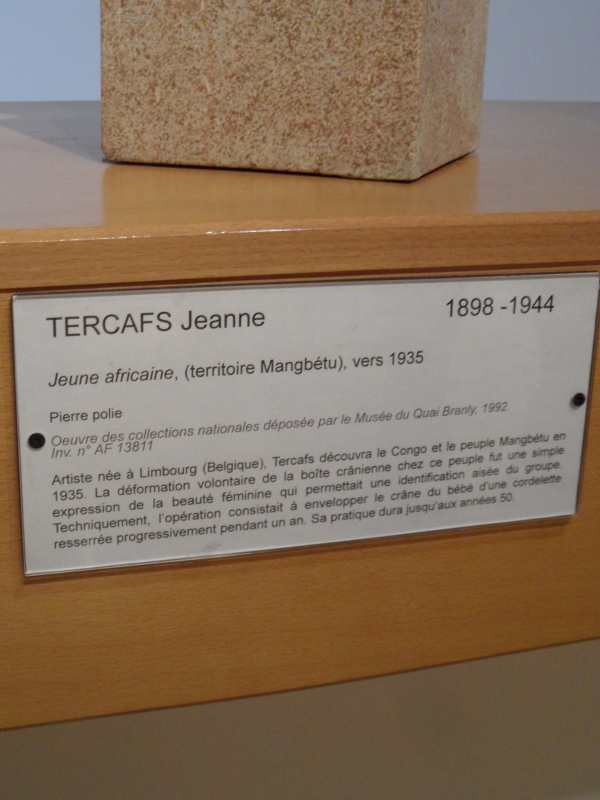 TERCAFS Jeanne 1898 -1944
Jeune africaine, (territoire Mangbétu), vers 1935
Pierre polie
Oeuvre des collections nationales déposée par le Musée du Quai Branly, 1992
Inv. n° AF 13811
Artiste née à Limbourg (Belgique), Tercafs découvra le Congo et le peuple Mangbétu en
1935. La déformation volontaire de la boîte crânienne chez ce peuple fut une simple
expression de la beauté féminine qui permettait une identification aisée du groupe.
Techniquement, l'opération consistait à envelopper le crâne du bébé d'une cordelette
resserrée progressivement pendant un an. Sa pratique dura jusqu'aux années 50.